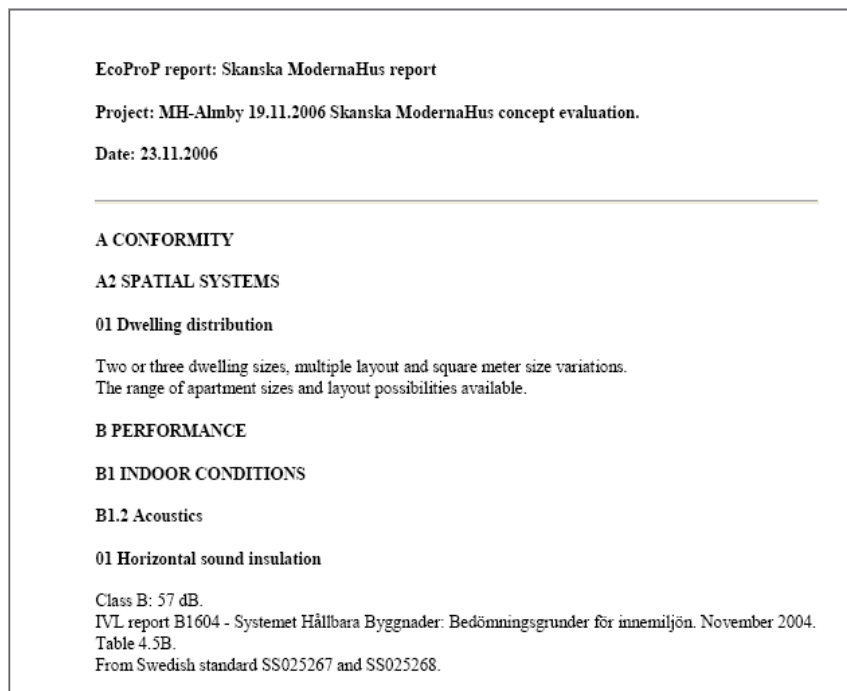 EcoProP report: Skanska ModernaHus report
Project: MH-Almby 19.11.2006 Skanska ModernaHus concept evaluation.
Date: 23.11.2006
A CONFORMITY
A2 SPATIAL SYSTEMS
01 Dwelling distribution
Two or three dwelling sizes, multiple layout and square meter size variations.
The range of apartment sizes and layout possibilities available.
B PERFORMANCE
B1 INDOOR CONDITIONS
B1.2 Acoustics
01 Horizontal sound insulation
Class B: 57 dB.
IVL report B1604 - Systemet Hållbara Byggnader: Bedömningsgrunder för innemiljön. November 2004.
Table 4.5B.
From Swedish standard SS025267 and SS025268.